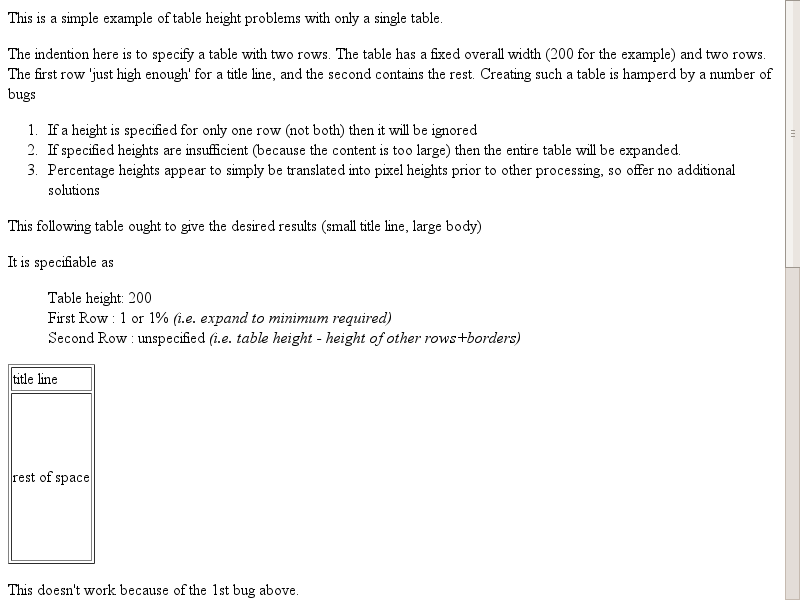 This is a simple example of table height problems with only a single table.
The indention here is to specify a table with two rows. The table has a fixed overall width (200 for the example) and two rows.
The first row 'just high enough' for a title line, and the second contains the rest. Creating such a table is hamperd by a number of
bugs
1. If a height is specified for only one row (not both) then it will be ignored
2. If specified heights are insufficient (because the content is too large) then the entire table will be expanded.
3. Percentage heights appear to simply be translated into pixel heights prior to other processing, so offer no additional
solutions
This following table ought to give the desired results (small title line, large body)
It is specifiable as
Table height: 200
First Row : 1 or 1% (i.e. expand to minimum required)
Second Row : unspecified (i.e. table height - height of other rows+borders)
title line
rest of space
This doesn't work because of the 1st bug above.